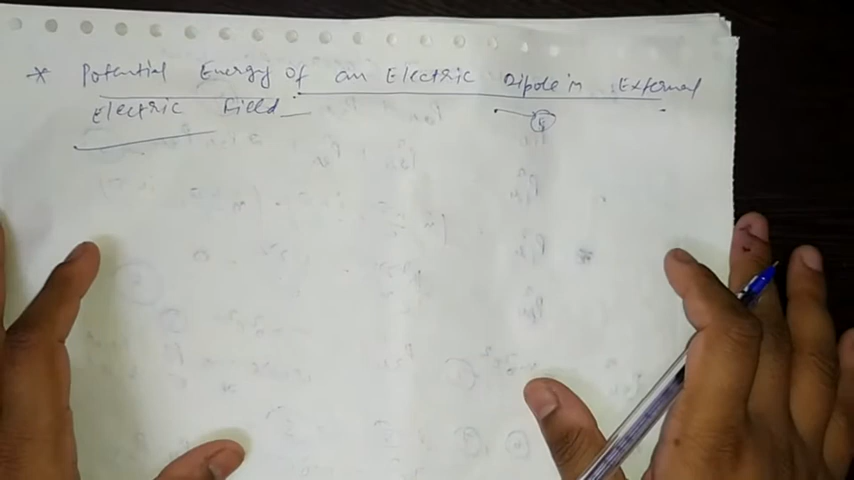 * Potential Energy of an Electric Dipole in External
Electric Field